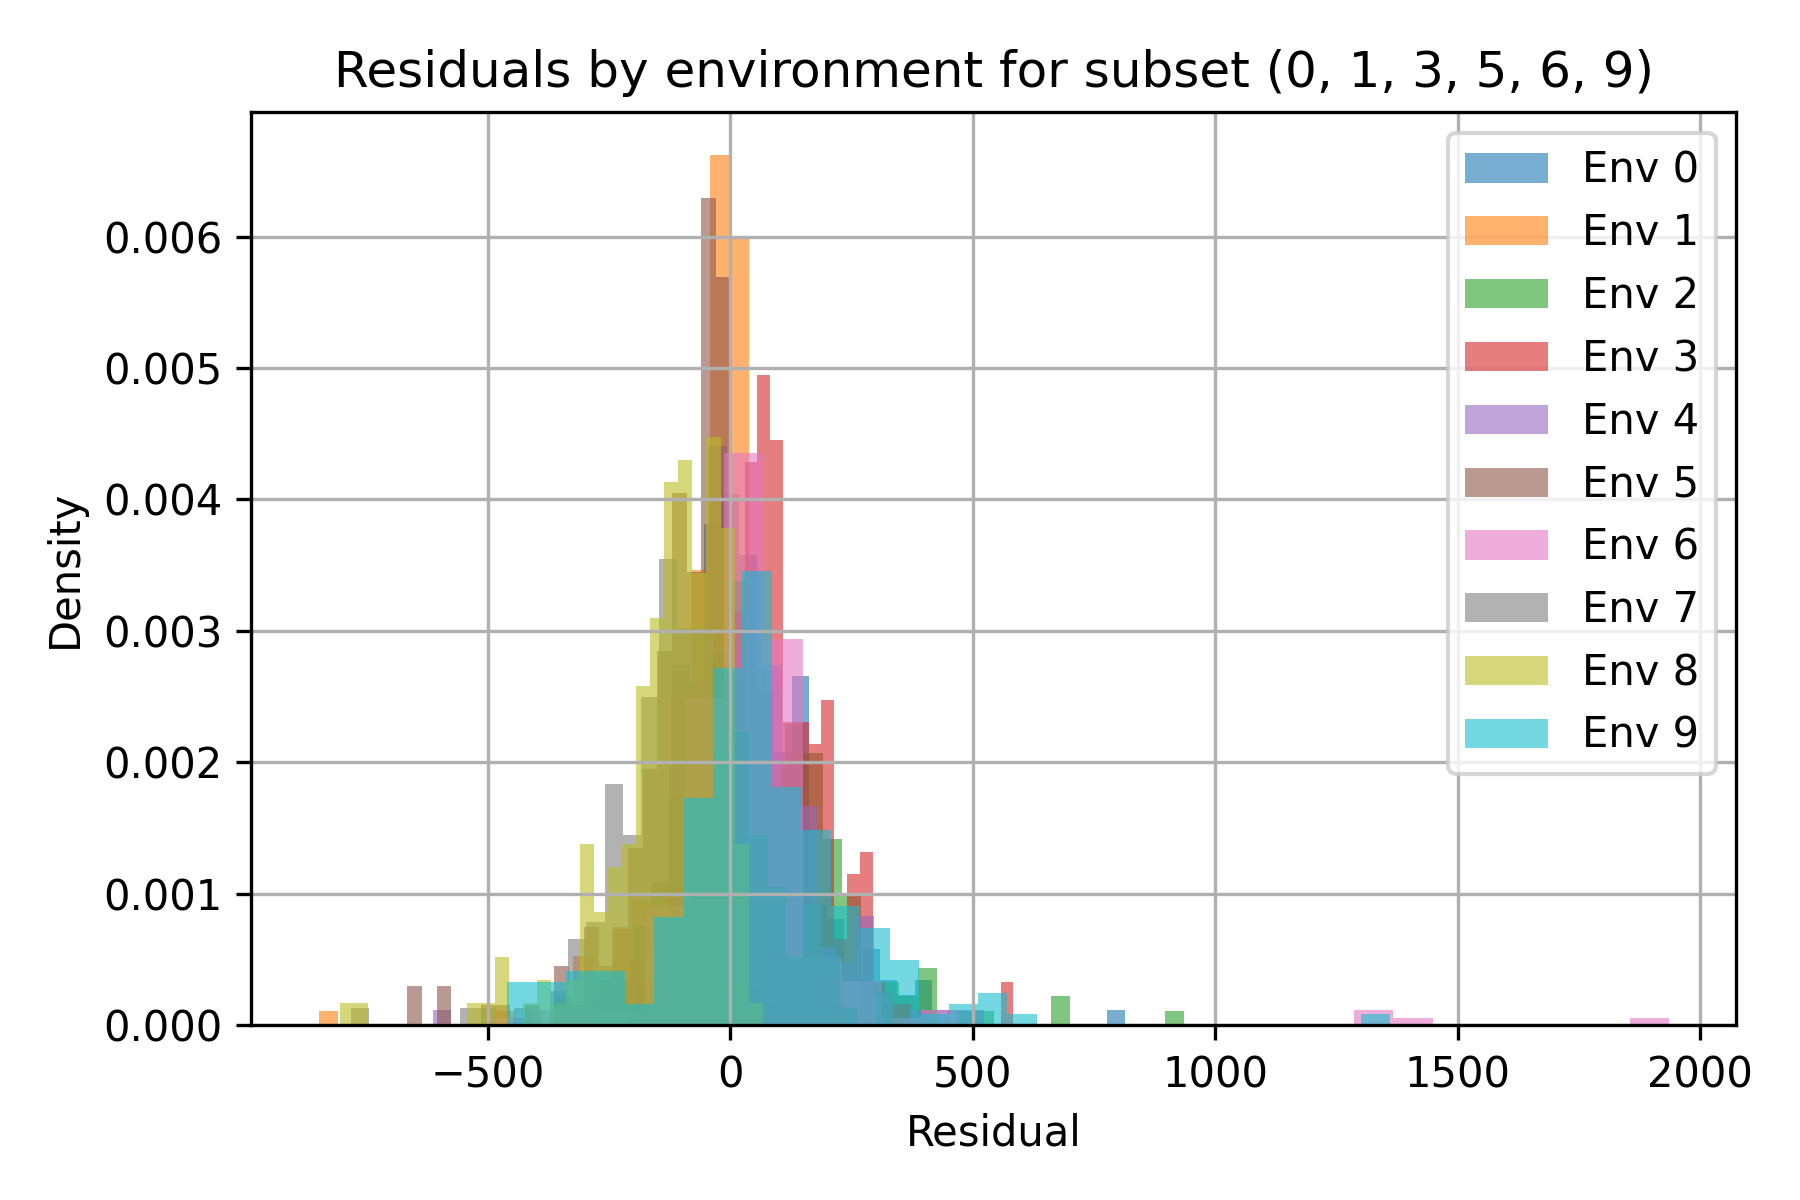 Residuals by environment for subset (0, 1, 3, 5, 6, 9)
Env 0
Env 1
Env 2
Env 3
Env 4
Env 5
Env 6
Env 7
Env 8
Env 9
Density
0.006
0.005
0.004
0.003
0.002
0.001
0.000
−500 0 500 1000 1500 2000
Residual